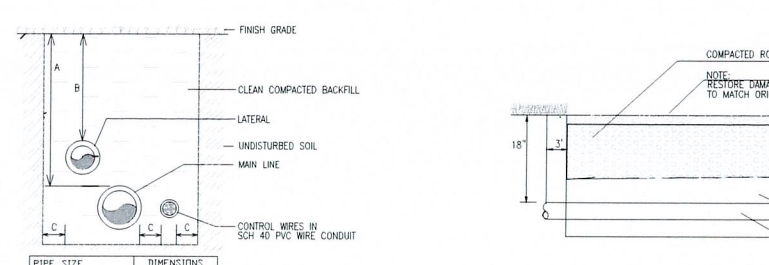 FINISH GRADE
A
B
CLEAN COMPACTED BACKFILL
LATERAL
UNDISTURBED SOIL
MAIN LINE
C
C
C
CONTROL WIRES IN
SCH 40 PVC WIRE CONDUIT
PIPE SIZE
DIMENSIONS
COMPACTED
NOTE:
RESTORE
TO MATCH
18"
3'